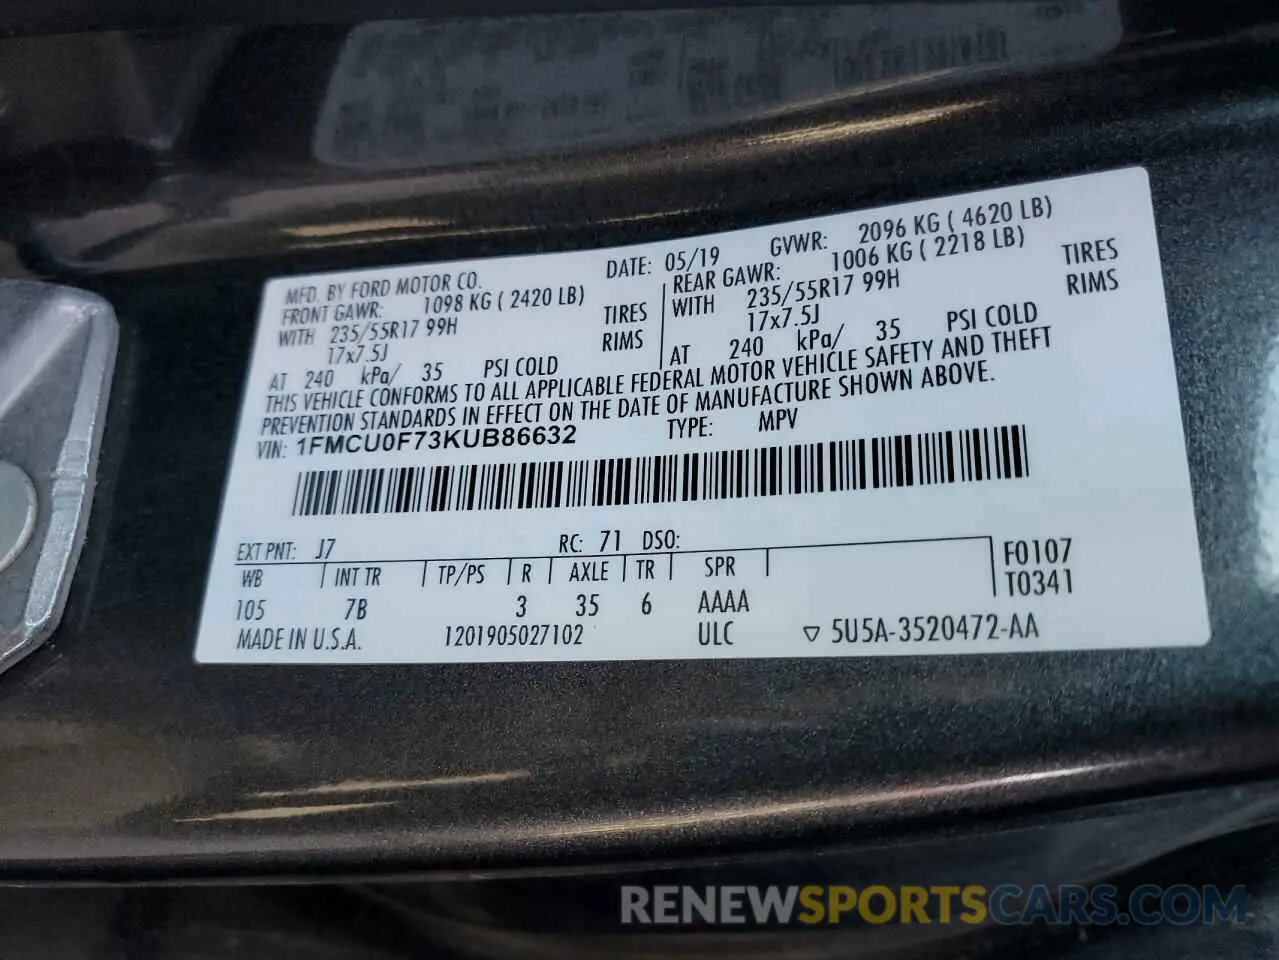 MFD. BY FORD MOTOR CO. DATE: 05/19 GVWR: 2096 KG ( 4620 LB)
FRONT GAWR: 1098 KG ( 2420 LB) REAR GAWR: 1006 KG ( 2218 LB)
WITH 235/55R17 99H TIRES WITH 235/55R17 99H TIRES
17x7.5J RIMS 17x7.5J RIMS
AT 240 kPa/ 35 PSI COLD AT 240 kPa/ 35 PSI COLD
THIS VEHICLE CONFORMS TO ALL APPLICABLE FEDERAL MOTOR VEHICLE SAFETY AND THEFT
PREVENTION STANDARDS IN EFFECT ON THE DATE OF MANUFACTURE SHOWN ABOVE.
VIN: 1FMCU0F73KUB86632 TYPE: MPV
EXT PNT: J7 RC: 71 DSO:
WB INT TR TP/PS R AXLE TR SPR F0107
105 7B 3 35 6 AAAA T0341
MADE IN U.S.A. 1201905027102 ULC ▽ 5U5A-3520472-AA
RENEWSPORTSCARS.COM